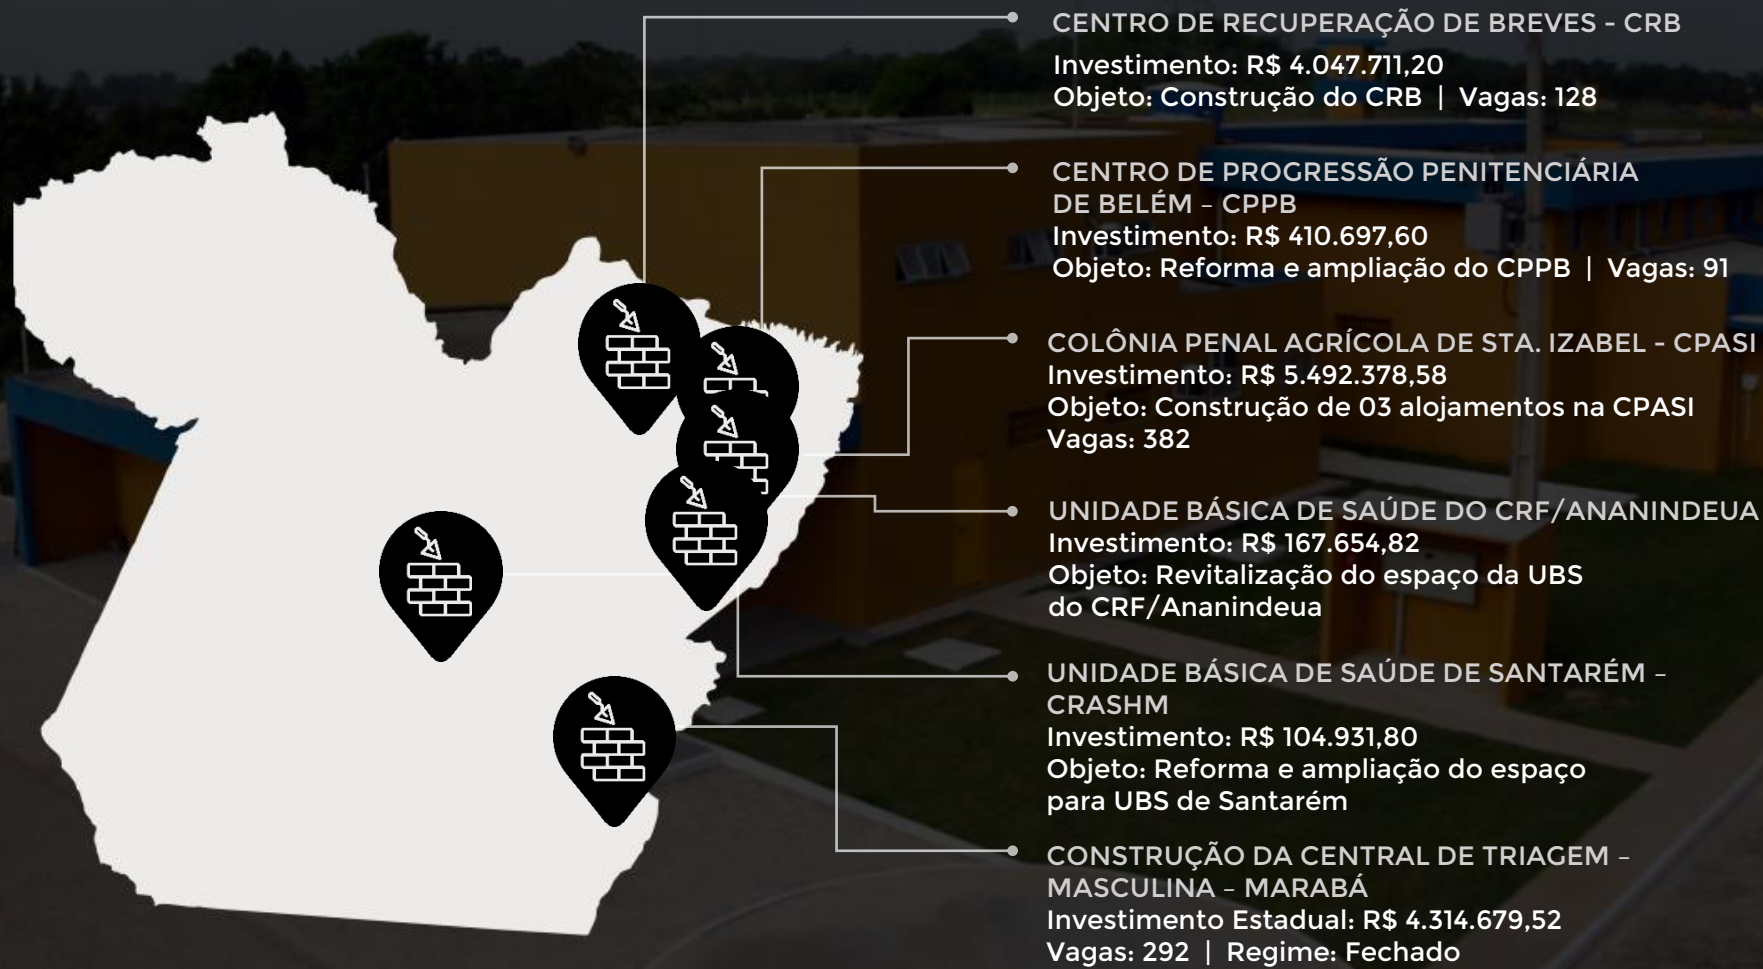 CENTRO DE RECUPERAÇÃO DE BREVES - CRB
Investimento: R$ 4.047.711,20
Objeto: Construção do CRB | Vagas: 128
CENTRO DE PROGRESSÃO PENITENCIÁRIA
DE BELÉM – CPPB
Investimento: R$ 410.697,60
Objeto: Reforma e ampliação do CPPB | Vagas: 91
COLÔNIA PENAL AGRÍCOLA DE STA. IZABEL - CPASI
Investimento: R$ 5.492.378,58
Objeto: Construção de 03 alojamentos na CPASI
Vagas: 382
UNIDADE BÁSICA DE SAÚDE DO CRF/ANANINDEUA
Investimento: R$ 167.654,82
Objeto: Revitalização do espaço da UBS
do CRF/Ananindeua
UNIDADE BÁSICA DE SAÚDE DE SANTARÉM –
CRASHM
Investimento: R$ 104.931,80
Objeto: Reforma e ampliação do espaço
para UBS de Santarém
CONSTRUÇÃO DA CENTRAL DE TRIAGEM –
MASCULINA – MARABÁ
Investimento Estadual: R$ 4.314.679,52
Vagas: 292 | Regime: Fechado